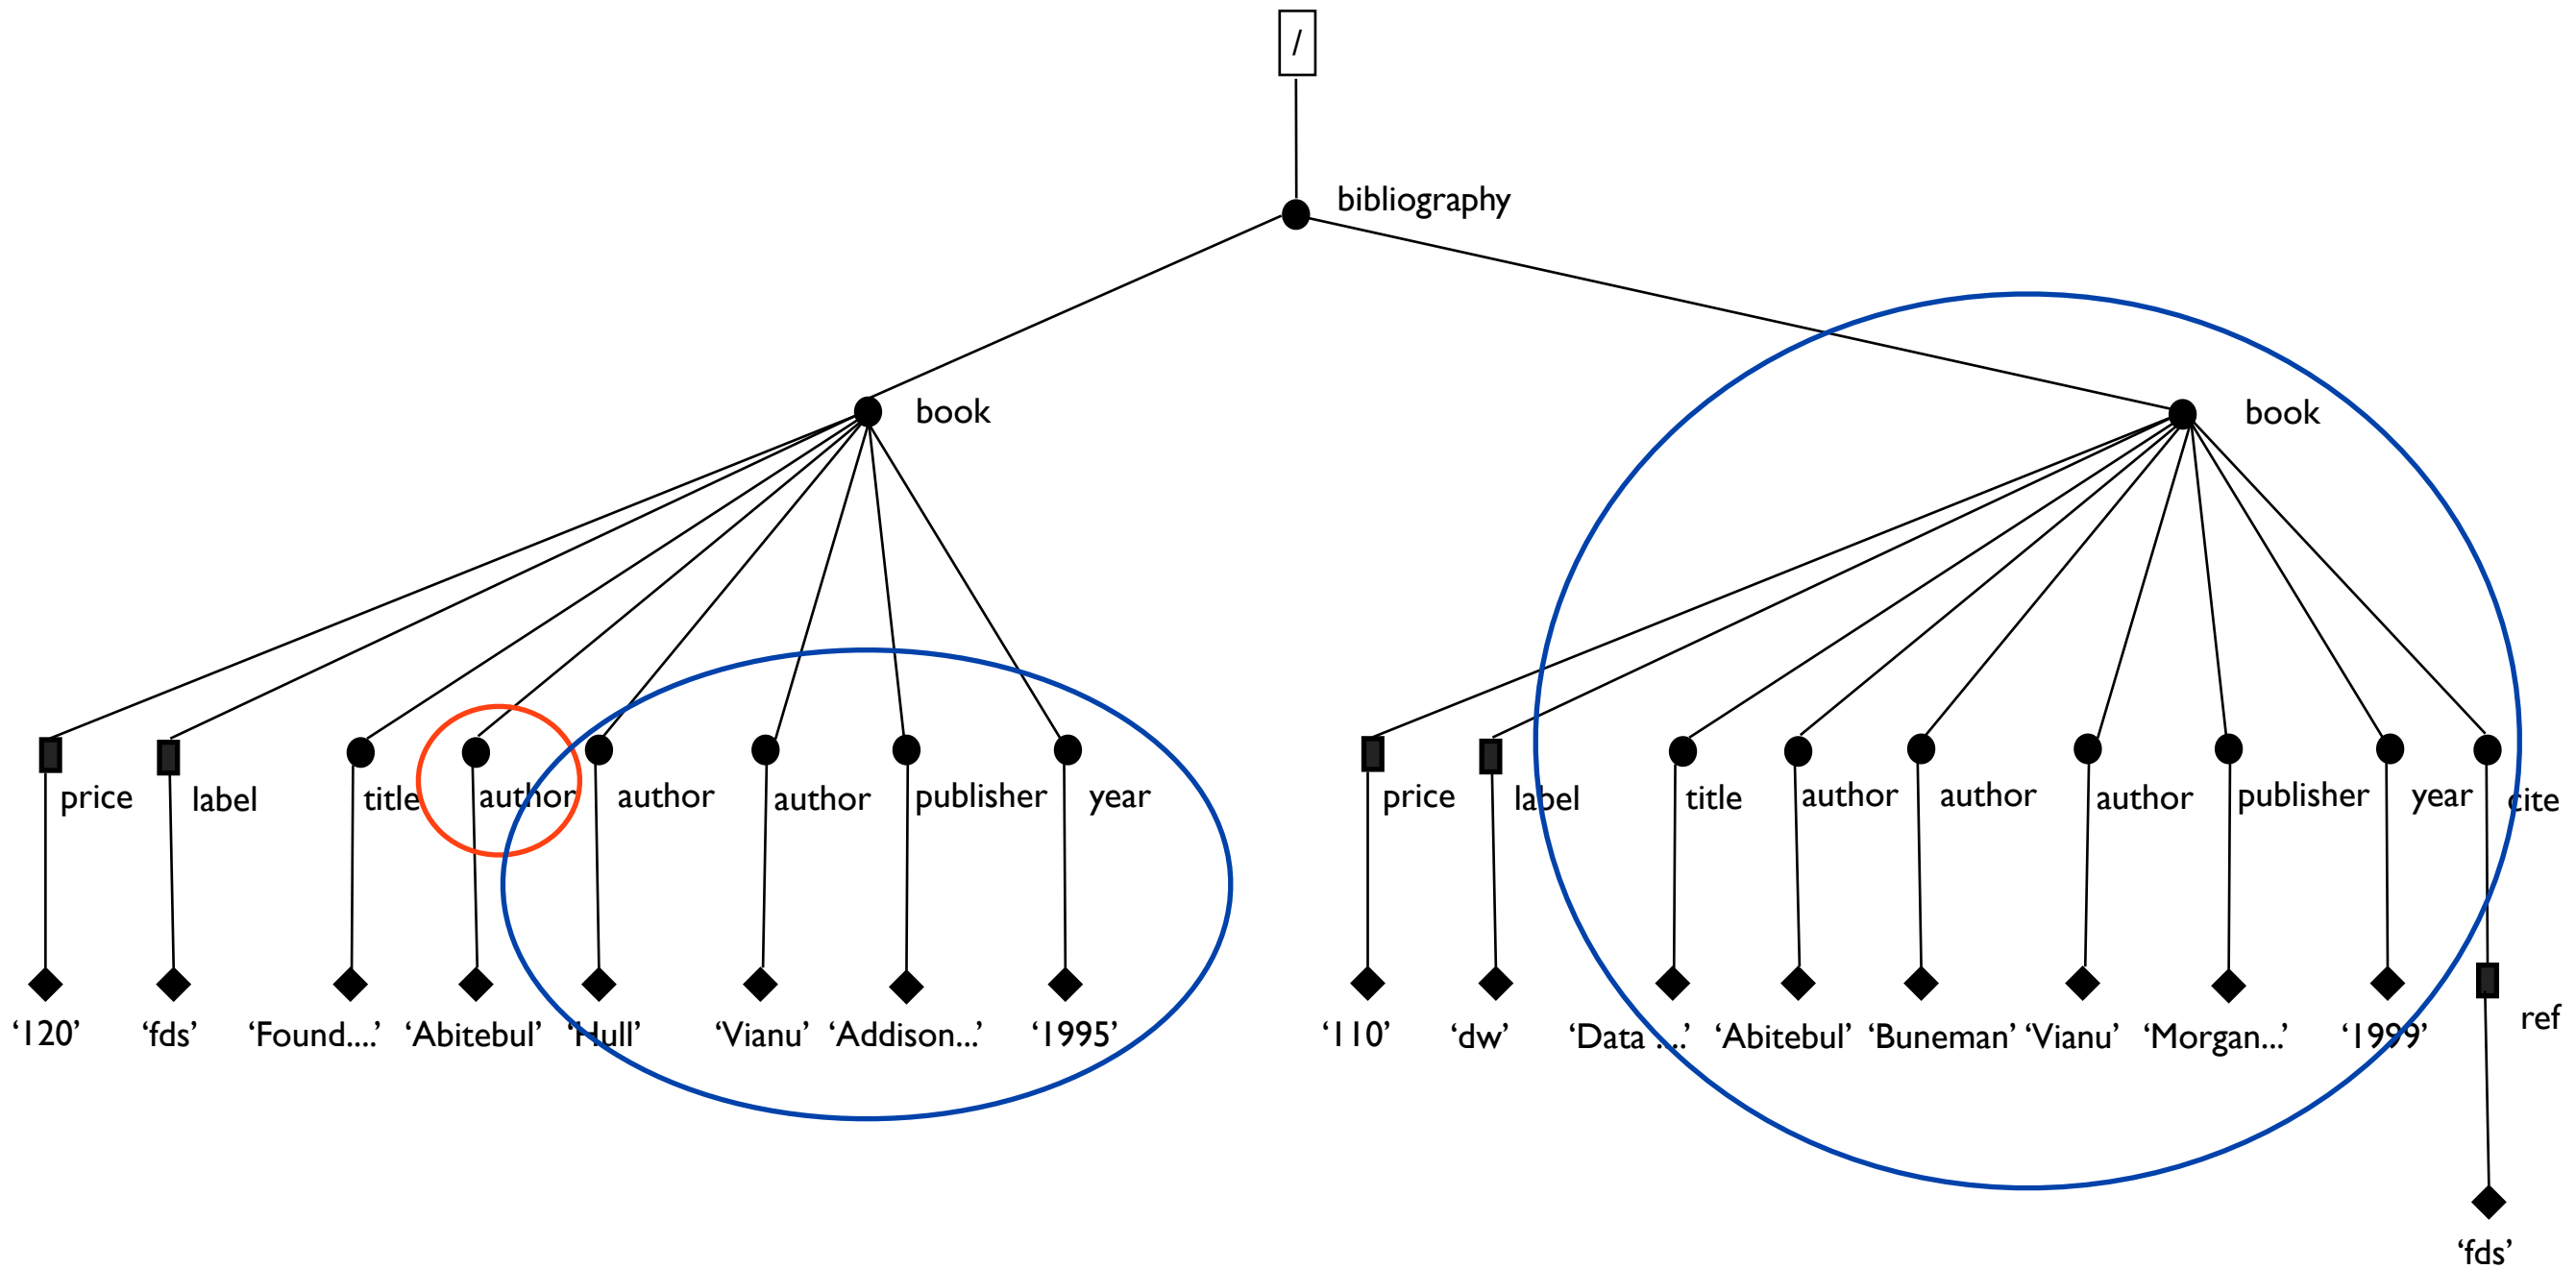 /
bibliography
book book
price label title author author author publisher year price label title author author author publisher year cite
‘120’ ‘fds’ ‘Found....’ ‘Abitebul’ ‘Hull’ ‘Vianu’ ‘Addison...’ ‘1995’ ‘110’ ‘dw’ ‘Data ....’ ‘Abitebul’ ‘Buneman’ ‘Vianu’ ‘Morgan...’ ‘1999’ ref
‘fds’